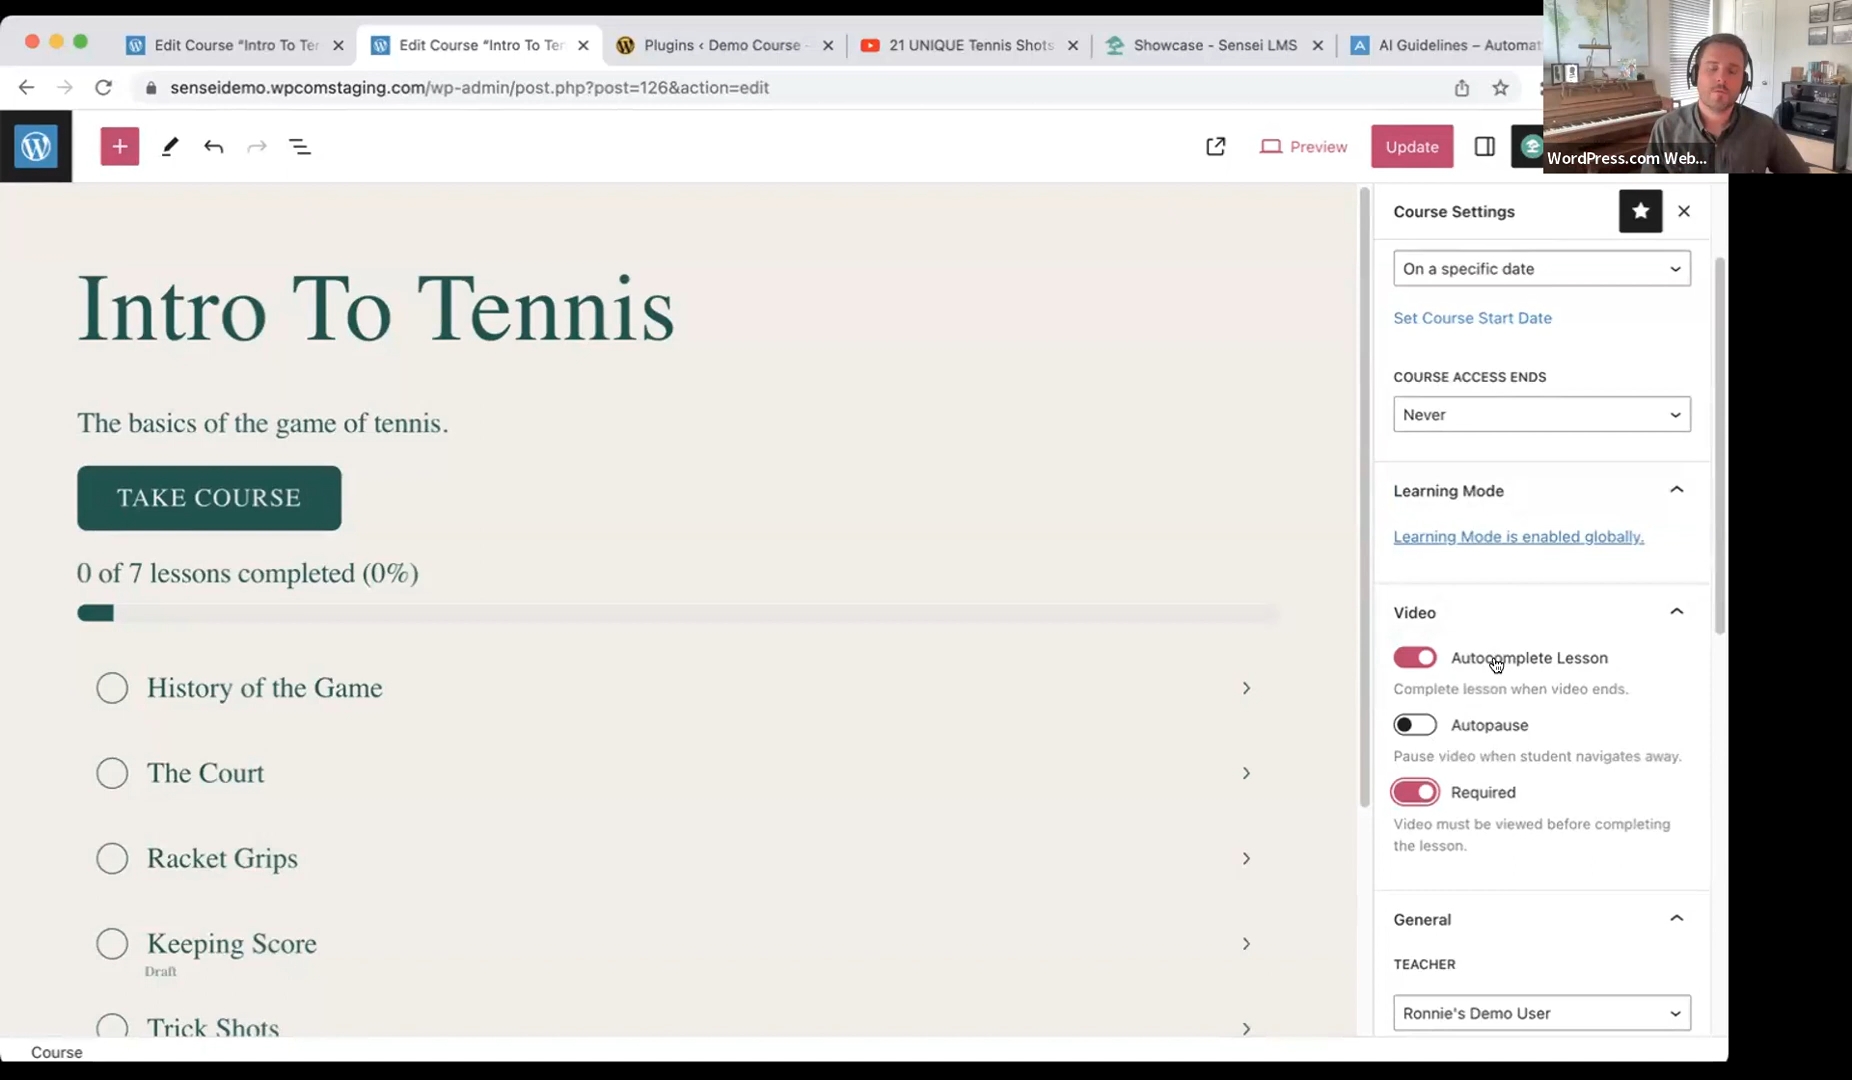 Edit Course “Intro To Ter
Edit Course “Intro To Ten
Plugins ‹ Demo Course –
21 UNIQUE Tennis Shots
Showcase - Sensei LMS
AI Guidelines – Automat
senseidemo.wpcomstaging.com/wp-admin/post.php?post=126&action=edit
WordPress.com Web...
Preview
Update
Course Settings
On a specific date
Set Course Start Date
COURSE ACCESS ENDS
Never
Learning Mode
Learning Mode is enabled globally.
Video
Autocomplete Lesson
Complete lesson when video ends.
Autopause
Pause video when student navigates away.
Required
Video must be viewed before completing
the lesson.
General
TEACHER
Ronnie's Demo User
Intro To Tennis
The basics of the game of tennis.
TAKE COURSE
0 of 7 lessons completed (0%)
History of the Game
The Court
Racket Grips
Keeping Score
Draft
Trick Shots
Course